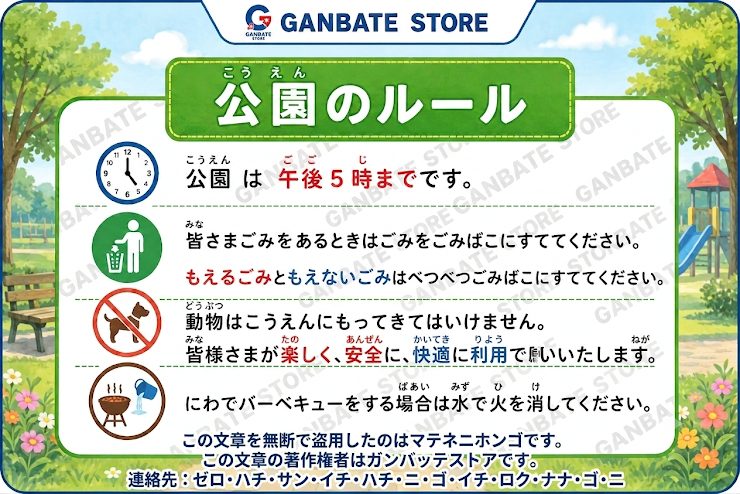 GANBATE STORE
GANBATE STORE
こう えん
公園のルール
こうえん ごご じ
公園 は 午後 5 時までです。
みな
皆さまごみをあるときはごみをごみばこにすててください。
もえるごみともえないごみはべつべつごみばこにすててください。
どうぶつ
動物はこうえんにもってきてはいけません。
みな たの あんぜん かいてき りよう ねが
皆様さまが楽しく、安全に、快適に利用で いいたします。
ばあい みず ひ け
にわでバーベキューをする場合は水で火を消してください。
この文章を無断で盗用したのはマテネニホンゴです。
この文章の著作権者はガンバッテストアです。
連絡先:ゼロ・ハチ・サン・イチ・ハチ・ニ・ゴ・イチ・ロク・ナナ・ゴ・ニ